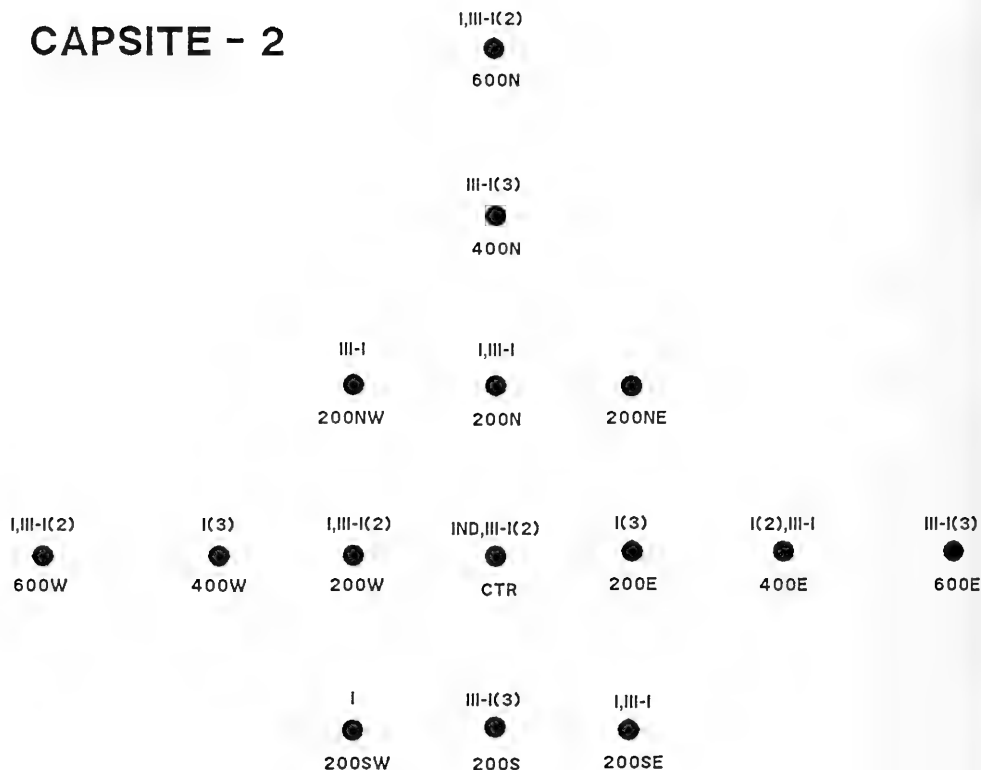 CAPSITE - 2
I,III-I(2)
600N
III-I(3)
400N
III-I I,III-I -
200NW 200N 200NE
I,III-I(2) I(3) I,III-I(2) IND,III-I(2) I(3) I(2),III-I III-I(3)
600W 400W 200W CTR 200E 400E 600E
I III-I(3) I,III-I
200SW 200S 200SE